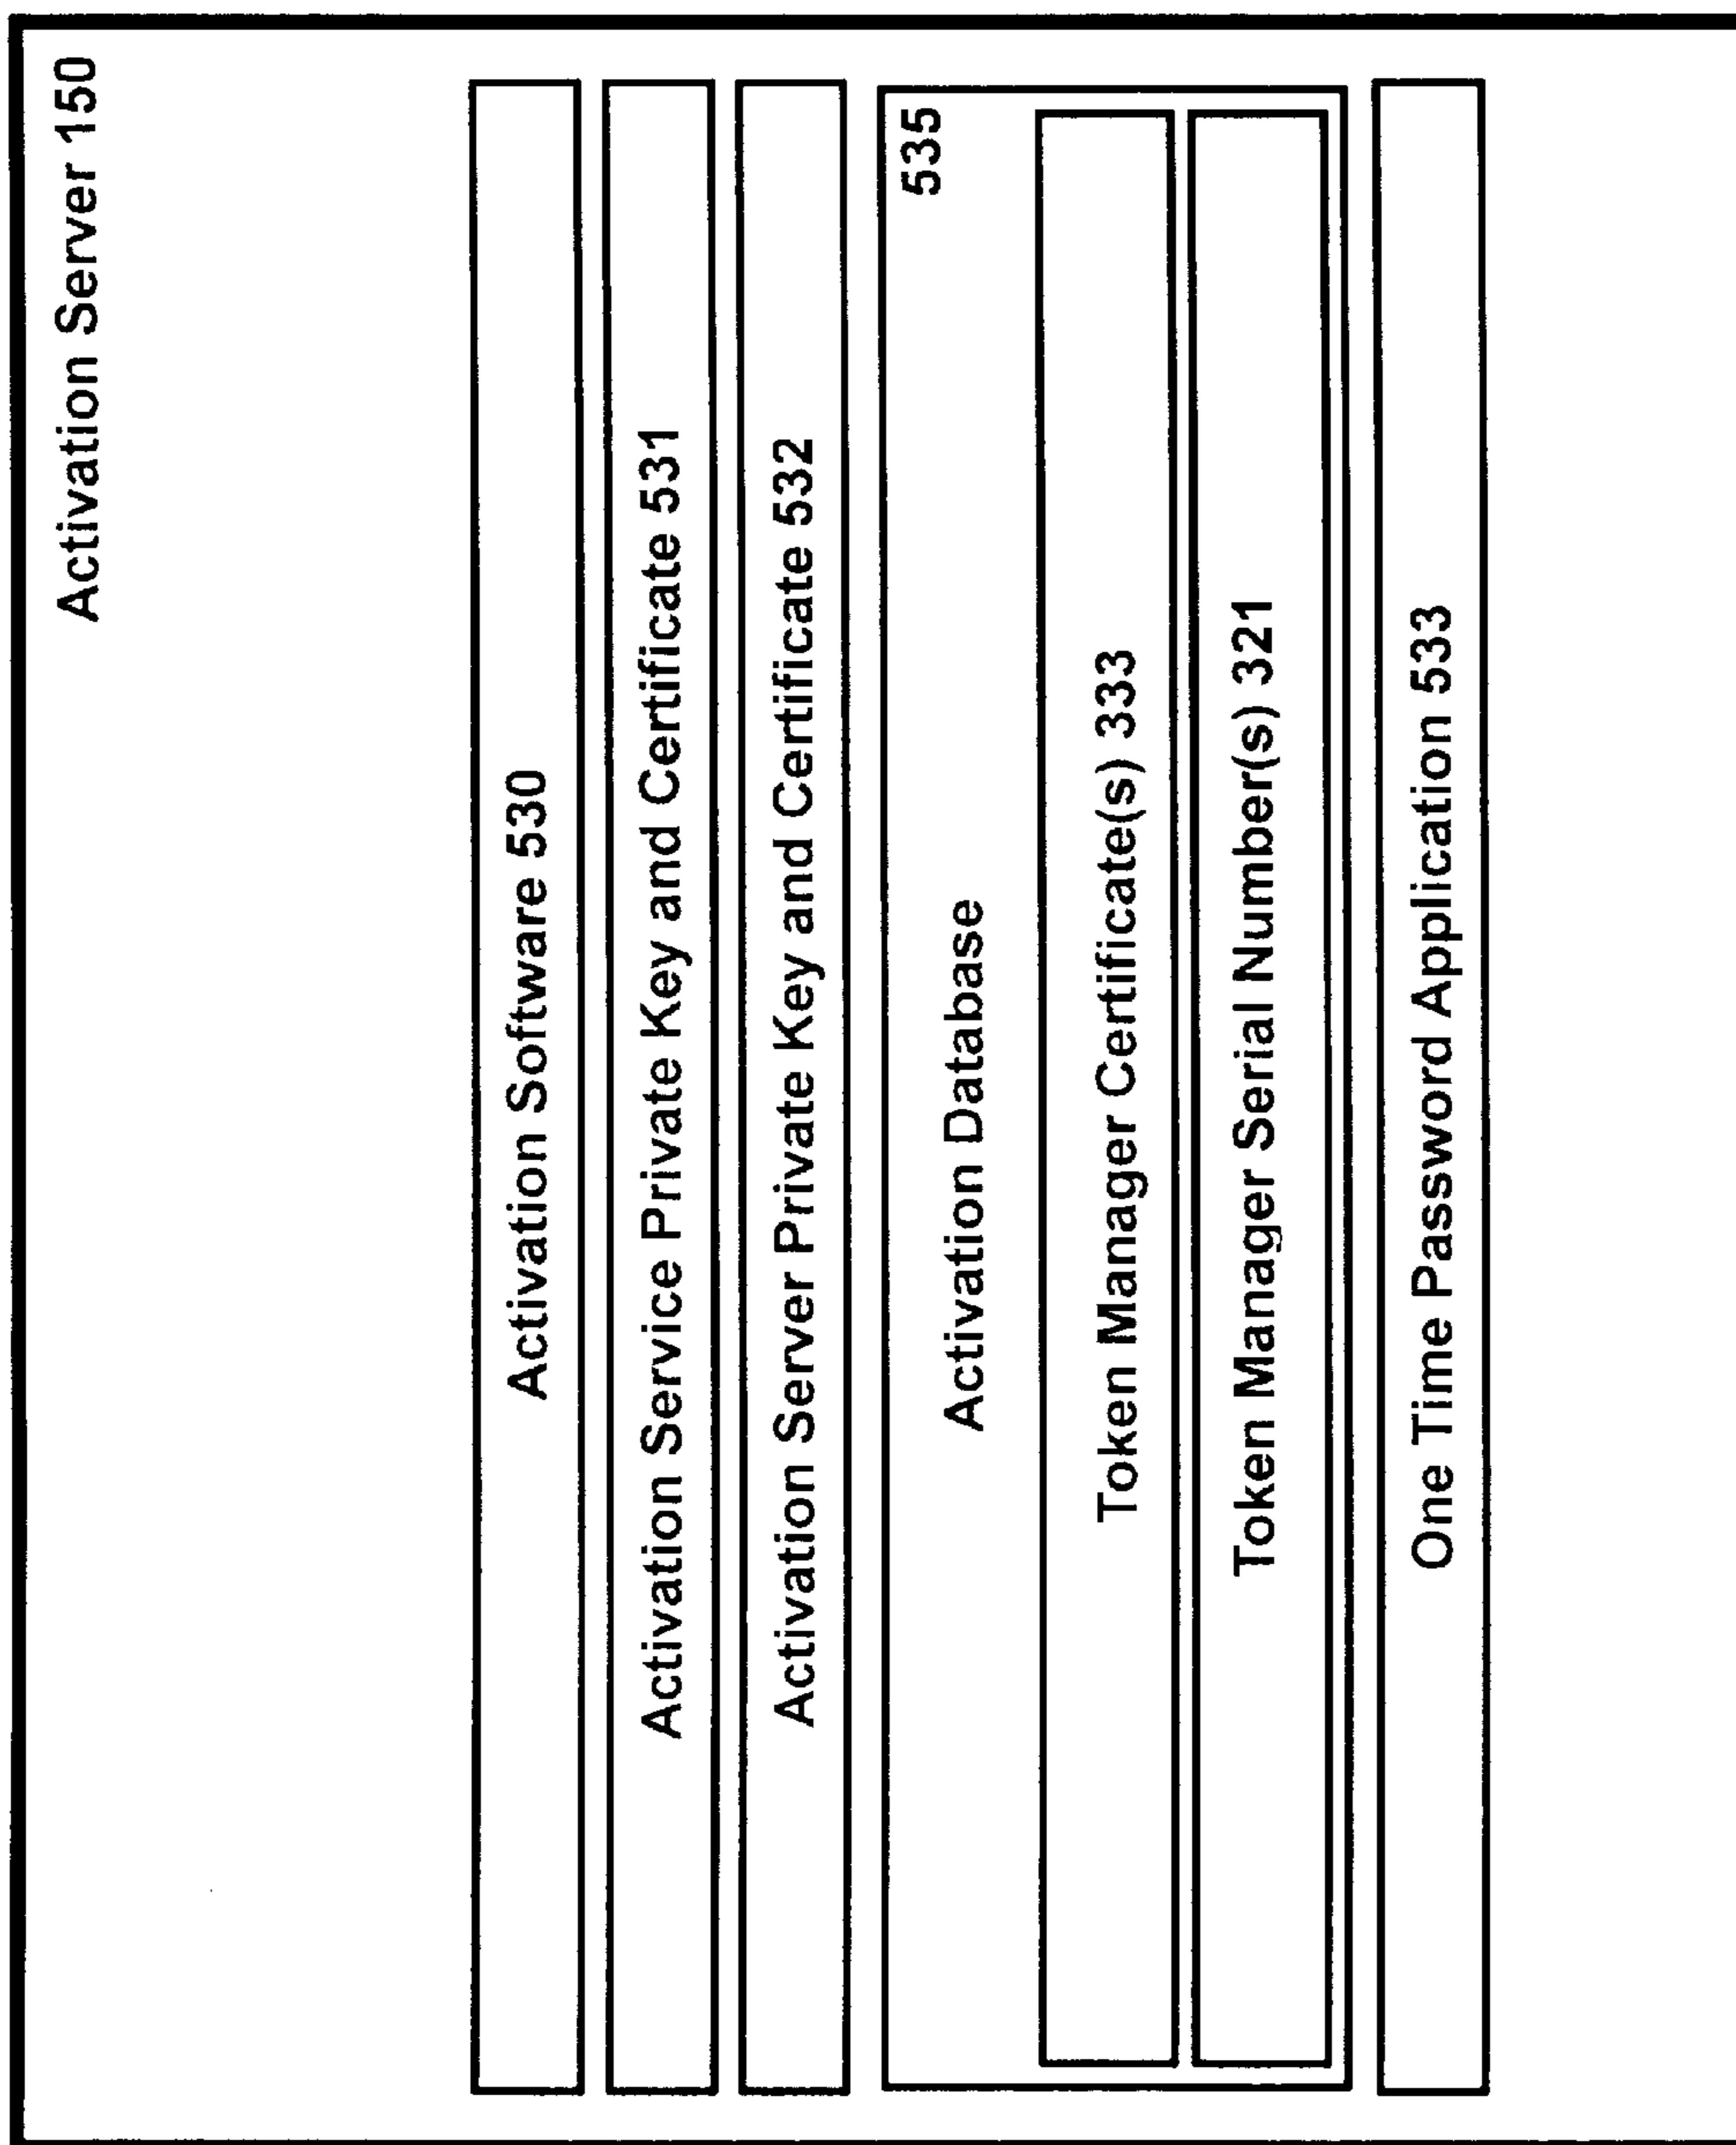 Activation Server 150
Activation Software 530
Activation Service Private Key and Certificate 531
Activation Server Private Key and Certificate 532
535
Activation Database
Token Manager Certificate(s) 333
Token Manager Serial Number(s) 321
One Time Password Application 533